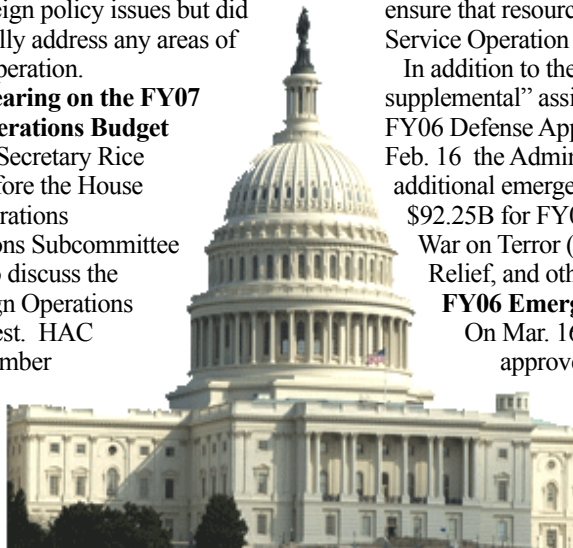 eign policy issues but did
lly address any areas of
peration.
earing on the FY07
erations Budget
Secretary Rice
fore the House
rations
ons Subcommittee
o discuss the
gn Operations
est. HAC
mber
ensure that resourc
Service Operation
In addition to the
supplemental” assi
FY06 Defense App
Feb. 16 the Admin
additional emerge
$92.25B for FY0
War on Terror (
Relief, and oth
FY06 Emerg
On Mar. 16
approve